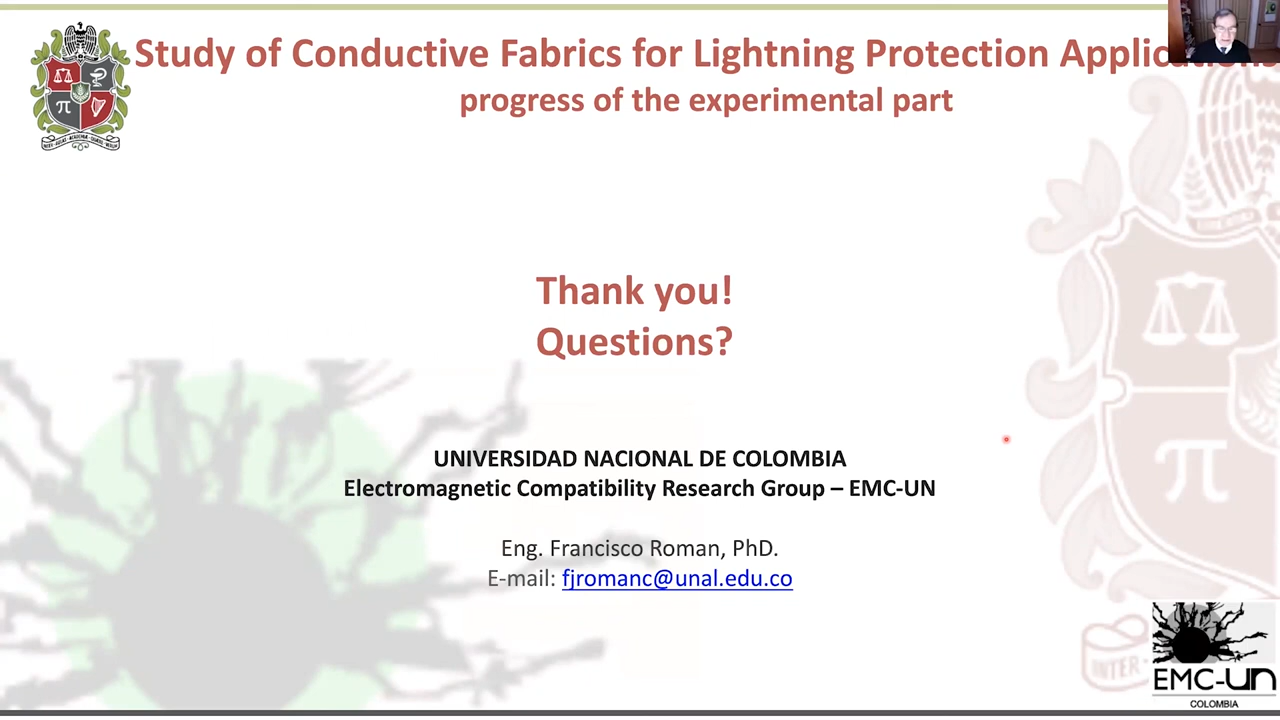 Study of Conductive Fabrics for Lightning Protection
progress of the experimental part
Thank you!
Questions?
UNIVERSIDAD NACIONAL DE COLOMBIA
Electromagnetic Compatibility Research Group – EMC-UN
Eng. Francisco Roman, PhD.
E-mail: fjromanc@unal.edu.co
INTER
EMC-UN
COLOMBIA